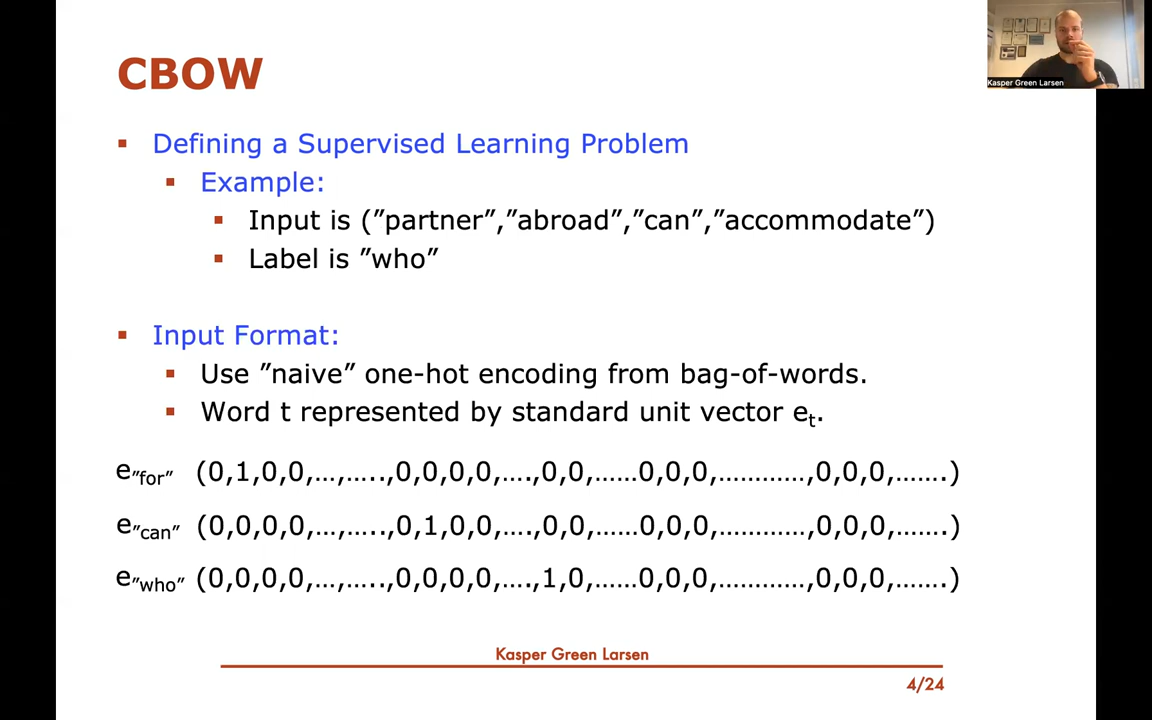 CBOW
Kasper Green Larsen
Defining a Supervised Learning Problem
Example:
Input is (”partner”,”abroad”,”can”,”accommodate”)
Label is ”who”
Input Format:
Use ”naive” one-hot encoding from bag-of-words.
Word t represented by standard unit vector eₜ.
e”for” (0,1,0,0,…,…..,0,0,0,0,….,0,0,……0,0,0,…………,0,0,0,…….)
e”can” (0,0,0,0,…,…..,0,1,0,0,….,0,0,……0,0,0,…………,0,0,0,…….)
e”who” (0,0,0,0,…,…..,0,0,0,0,….,1,0,……0,0,0,…………,0,0,0,…….)
Kasper Green Larsen
4/24